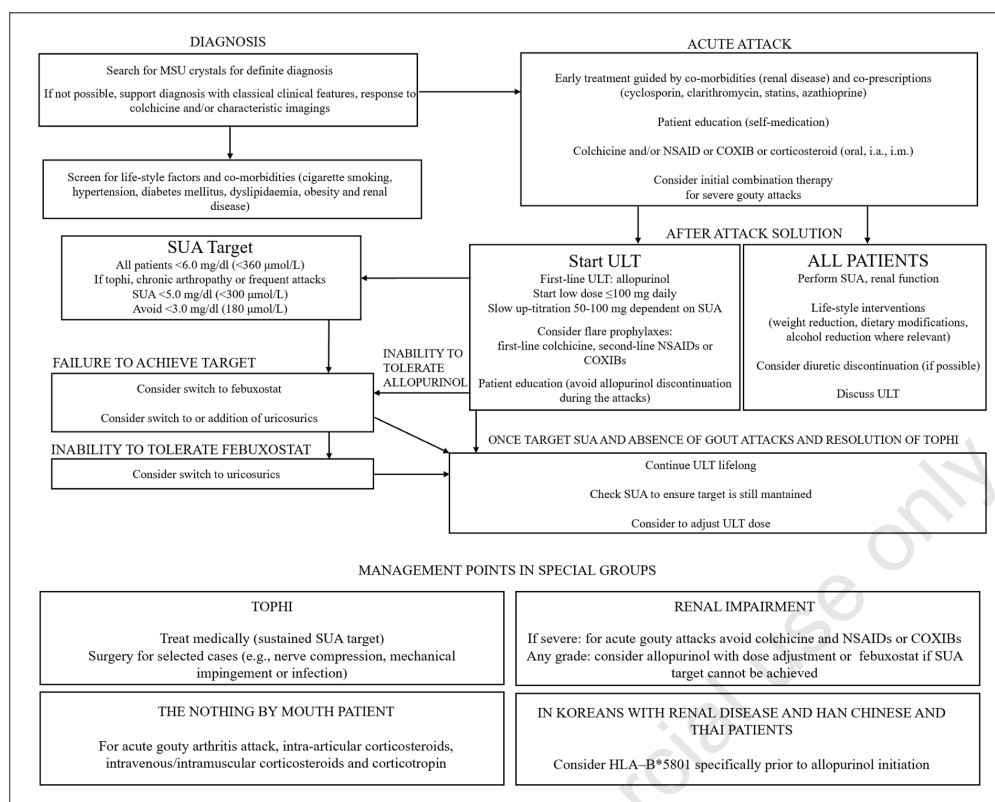 DIAGNOSIS
Search for MSU crystals for definite diagnosis
If not possible, support diagnosis with classical clinical features, response to
colchicine and/or characteristic imagings
Screen for life-style factors and co-morbidities (cigarette smoking,
hypertension, diabetes mellitus, dyslipidaemia, obesity and renal
disease)
ACUTE ATTACK
Early treatment guided by co-morbidities (renal disease) and co-prescriptions
(cyclosporin, clarithromycin, statins, azathioprine)
Patient education (self-medication)
Colchicine and/or NSAID or COXIB or corticosteroid (oral, i.a., i.m.)
Consider initial combination therapy
for severe gouty attacks
AFTER ATTACK SOLUTION
SUA Target
All patients <6.0 mg/dl (<360 μmol/L)
If tophi, chronic arthropathy or frequent attacks
SUA <5.0 mg/dl (<300 μmol/L)
Avoid <3.0 mg/dl (180 μmol/L)
Start ULT
First-line ULT: allopurinol
Start low dose ≤100 mg daily
Slow up-titration 50-100 mg dependent on SUA
Consider flare prophylaxes:
first-line colchicine, second-line NSAIDs or
COXIBs
Patient education (avoid allopurinol discontinuation
during the attacks)
ALL PATIENTS
Perform SUA, renal function
Life-style interventions
(weight reduction, dietary modifications,
alcohol reduction where relevant)
Consider diuretic discontinuation (if possible)
Discuss ULT
FAILURE TO ACHIEVE TARGET
INABILITY TO
TOLERATE
ALLOPURINOL
Consider switch to febuxostat
Consider switch to or addition of uricosurics
INABILITY TO TOLERATE FEBUXOSTAT
Consider switch to uricosurics
ONCE TARGET SUA AND ABSENCE OF GOUT ATTACKS AND RESOLUTION OF TOPHI
Continue ULT lifelong
Check SUA to ensure target is still mantained
Consider to adjust ULT dose
MANAGEMENT POINTS IN SPECIAL GROUPS
TOPHI
Treat medically (sustained SUA target)
Surgery for selected cases (e.g., nerve compression, mechanical
impingement or infection)
RENAL IMPAIRMENT
If severe: for acute gouty attacks avoid colchicine and NSAIDs or COXIBs
Any grade: consider allopurinol with dose adjustment or febuxostat if SUA
target cannot be achieved
THE NOTHING BY MOUTH PATIENT
For acute gouty arthritis attack, intra-articular corticosteroids,
intravenous/intramuscular corticosteroids and corticotropin
IN KOREANS WITH RENAL DISEASE AND HAN CHINESE AND
THAI PATIENTS
Consider HLA–B*5801 specifically prior to allopurinol initiation
rcial use only